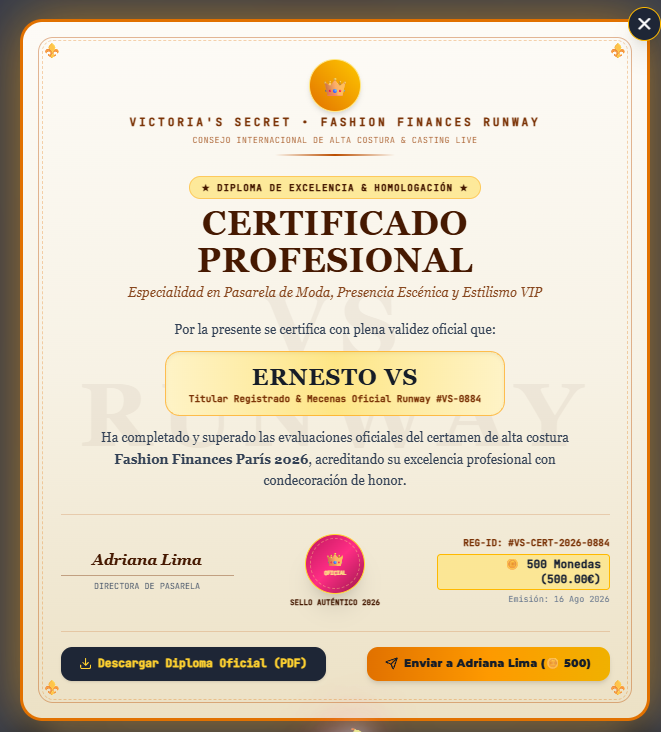 VICTORIA'S SECRET • FASHION FINANCES RUNWAY
CONSEJO INTERNACIONAL DE ALTA COSTURA & CASTING LIVE
★ DIPLOMA DE EXCELENCIA & HOMOLOGACIÓN ★
CERTIFICADO
PROFESIONAL
Especialidad en Pasarela de Moda, Presencia Escénica y Estilismo VIP
VS
RUNWAY
Por la presente se certifica con plena validez oficial que:
ERNESTO VS
Titular Registrado & Mecenas Oficial Runway #VS-0884
Ha completado y superado las evaluaciones oficiales del certamen de alta costura
Fashion Finances París 2026, acreditando su excelencia profesional con
condecoración de honor.
Adriana Lima
DIRECTORA DE PASARELA
OFICIAL
SELLO AUTÉNTICO 2026
REG-ID: #VS-CERT-2026-0884
500 Monedas
(500.00€)
Emisión: 16 Ago 2026
Descargar Diploma Oficial (PDF)
Enviar a Adriana Lima (🪙 500)